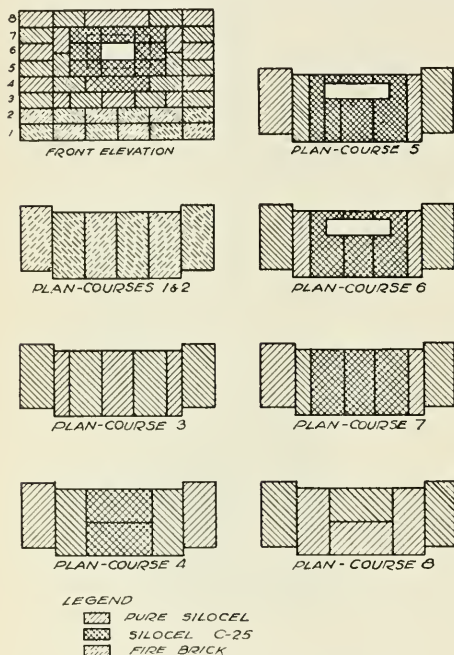 8
7
6
5
4
3
2
1
FRONT ELEVATION
PLAN-COURSE 5
PLAN-COURSES 1&2
PLAN-COURSE 6
PLAN-COURSE 3
PLAN-COURSE 7
PLAN-COURSE 4
PLAN-COURSE 8
LEGEND
PURE SILOCEL
SILOCEL C-25
FIRE BRICK